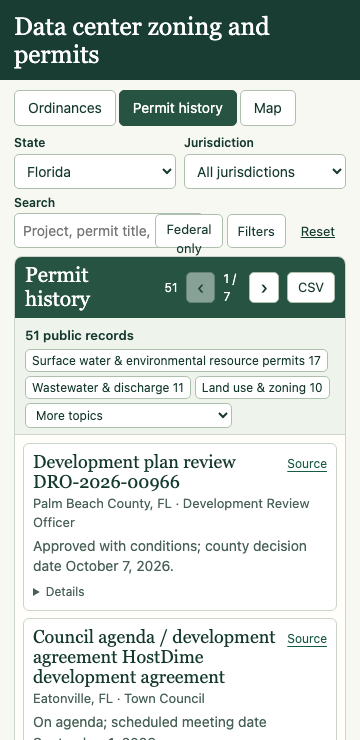 Data center zoning and
permits
Ordinances Permit history Map
State Jurisdiction
Florida All jurisdictions
Search
Project, permit title, Federal only Filters Reset
Permit history 51 ‹ 1 / 7 › CSV
51 public records
Surface water & environmental resource permits 17
Wastewater & discharge 11 Land use & zoning 10
More topics
Development plan review Source
DRO-2026-00966
Palm Beach County, FL · Development Review
Officer
Approved with conditions; county decision
date October 7, 2026.
Details
Council agenda / development Source
agreement HostDime
development agreement
Eatonville, FL · Town Council
On agenda; scheduled meeting date